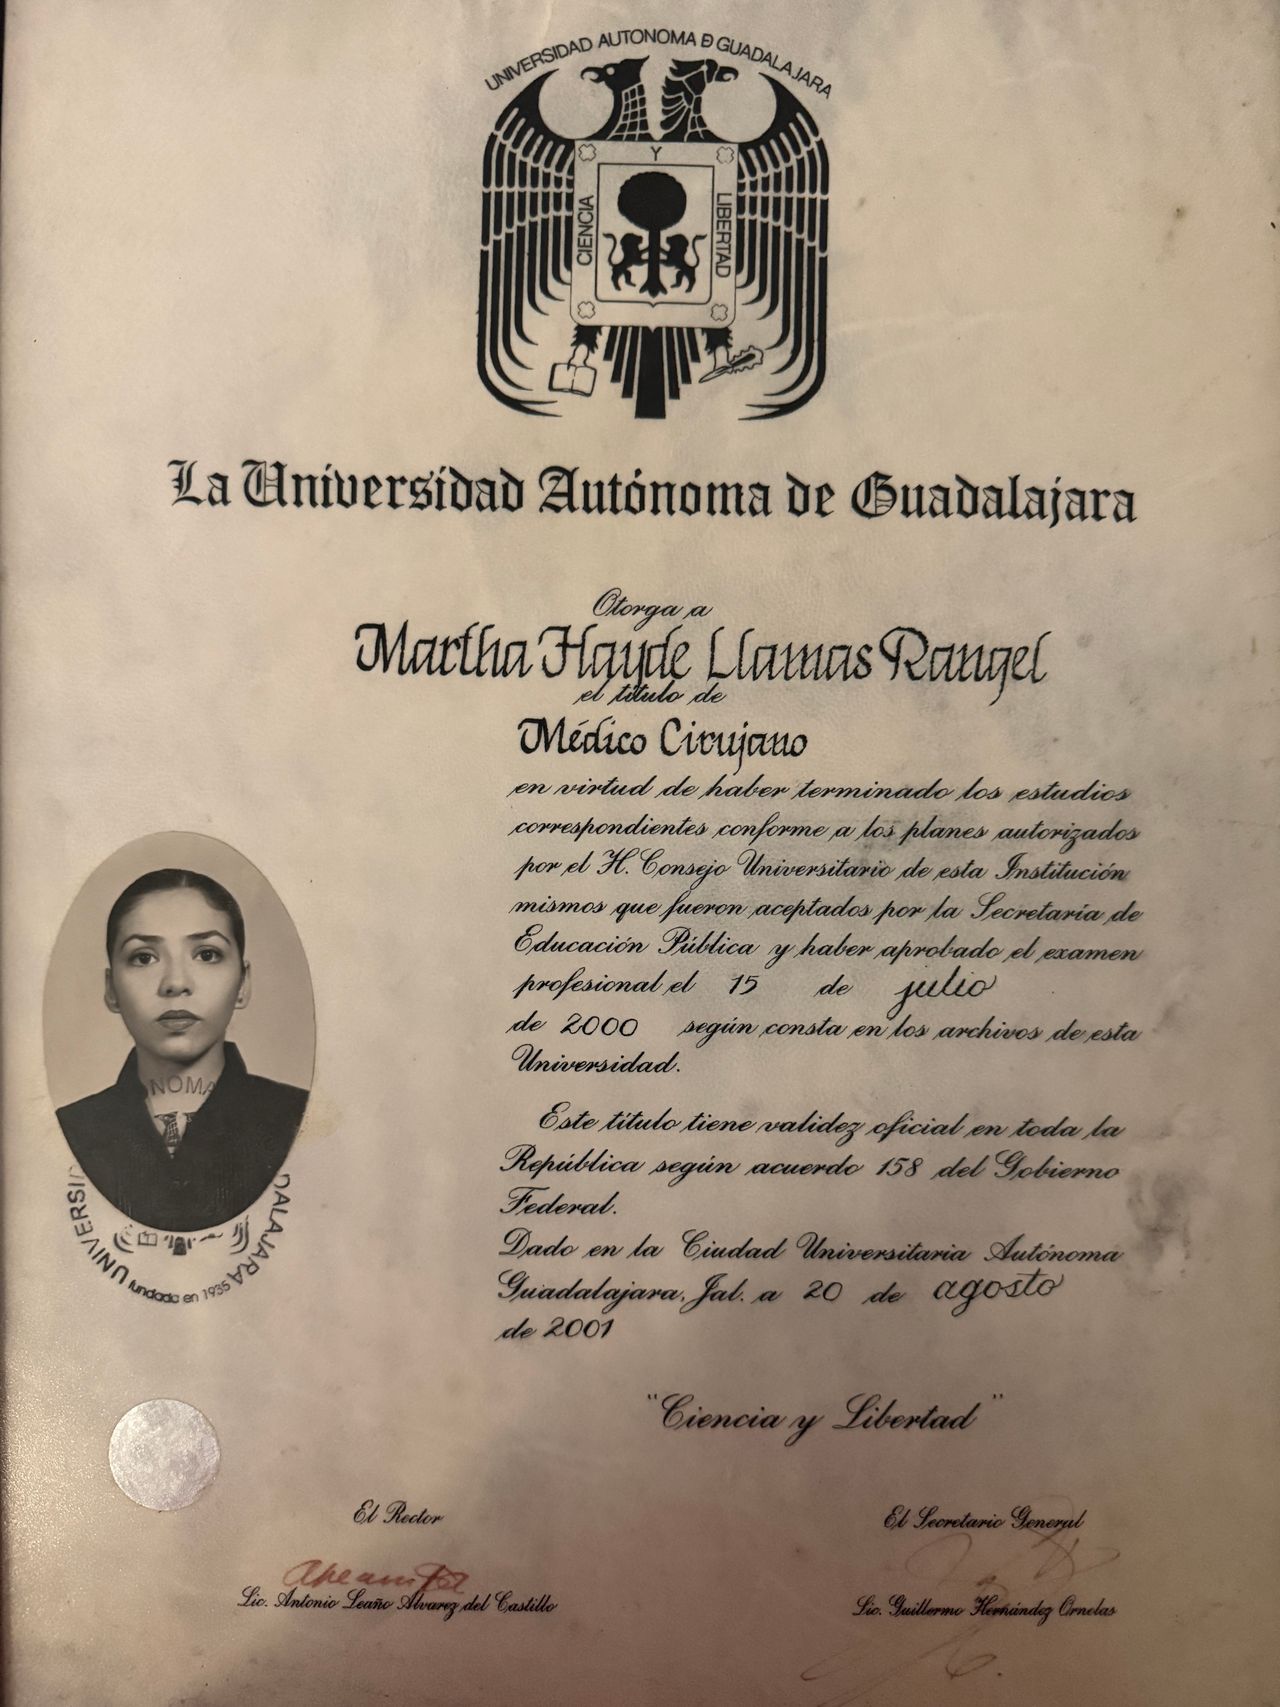 UNIVERSIDAD AUTONOMA DE GUADALAJARA
Y
CIENCIA
LIBERTAD
La Universidad Autónoma de Guadalajara
Otorga a
Martha Hayde Llamas Rangel
el título de
Médico Cirujano
en virtud de haber terminado los estudios
correspondientes conforme a los planes autorizados
por el H. Consejo Universitario de esta Institución
mismos que fueron aceptados por la Secretaría de
Educación Pública y haber aprobado el examen
profesional el 15 de julio
de 2000 según consta en los archivos de esta
Universidad.
Este título tiene validez oficial en toda la
República según acuerdo 158 del Gobierno
Federal.
Dado en la Ciudad Universitaria Autónoma
Guadalajara, Jal. a 20 de agosto
de 2001
NOMA
UNIVERSI
DALAJARA
fundada en 1935
"Ciencia y Libertad"
El Rector
Lic. Antonio Leaño Alvarez del Castillo
El Secretario General
Lic. Guillermo Hernández Ornelas